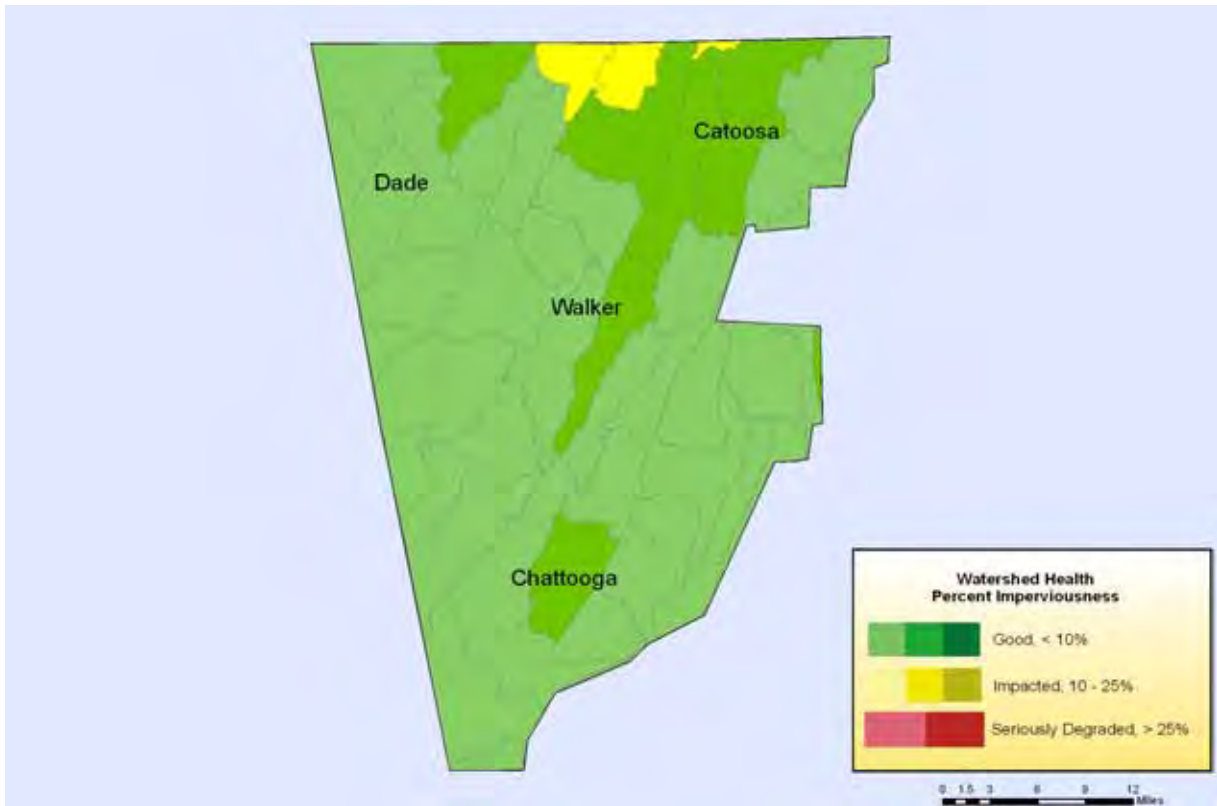 Catoosa
Dade
Walker
Chattooga
Watershed Health
Percent Imperviousness
Good, < 10%
Impacted, 10 - 25%
Seriously Degraded, > 25%
0 1.5 3 6 9 12
Miles